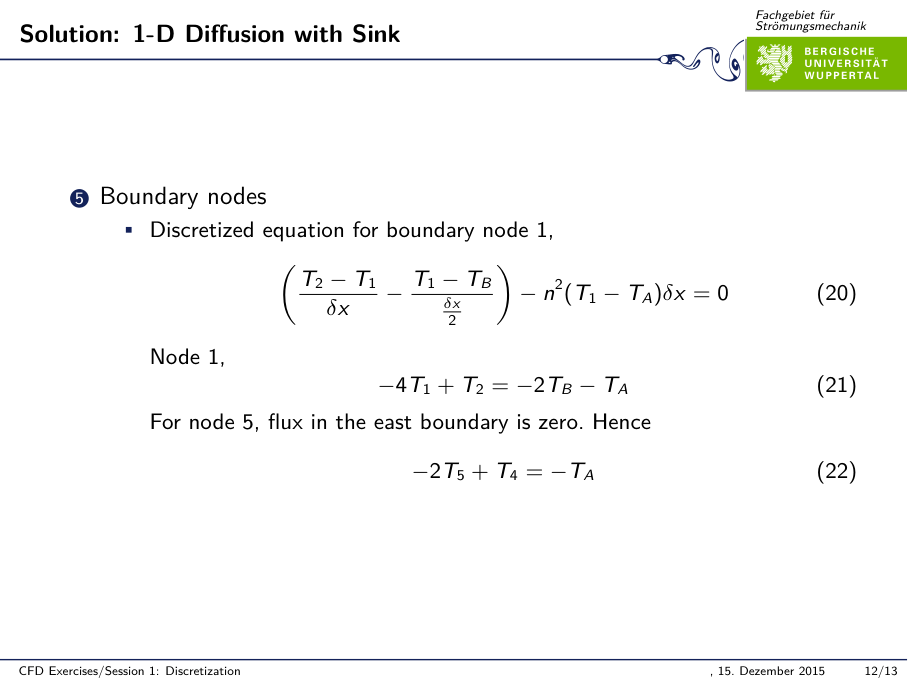 Fachgebiet für
Strömungsmechanik
Solution: 1-D Diffusion with Sink
BERGISCHE
UNIVERSITÄT
WUPPERTAL
5 Boundary nodes
▪ Discretized equation for boundary node 1,
$\left( \frac{T_2 - T_1}{\delta x} - \frac{T_1 - T_B}{\frac{\delta x}{2}} \right) - n^2(T_1 - T_A)\delta x = 0$ (20)
Node 1,
$-4T_1 + T_2 = -2T_B - T_A$ (21)
For node 5, flux in the east boundary is zero. Hence
$-2T_5 + T_4 = -T_A$ (22)
CFD Exercises/Session 1: Discretization , 15. Dezember 2015 12/13